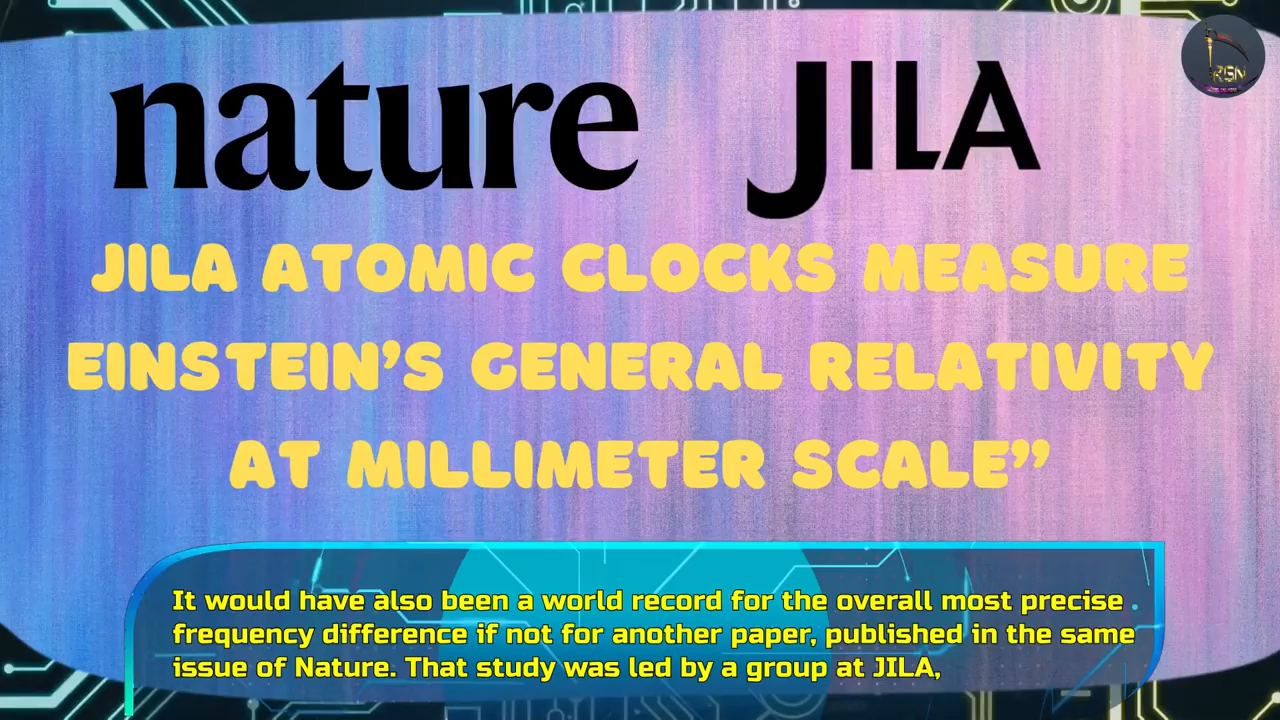 nature JILA
JILA ATOMIC CLOCKS MEASURE
EINSTEIN'S GENERAL RELATIVITY
AT MILLIMETER SCALE”
It would have also been a world record for the overall most precise
frequency difference if not for another paper, published in the same
issue of Nature. That study was led by a group at JILA,
RSN